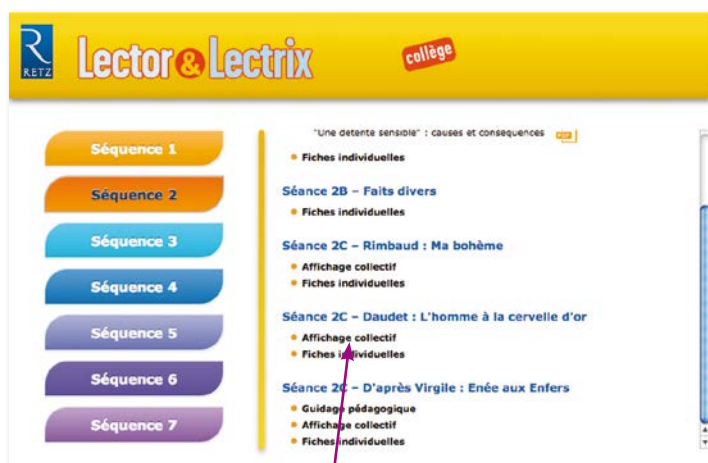 RETZ
Lector & Lectrix
collège
Séquence 1
Séquence 2
Séquence 3
Séquence 4
Séquence 5
Séquence 6
Séquence 7
"Une detente sensible" : causes et consequences
Fiches individuelles
Séance 2B – Faits divers
Fiches individuelles
Séance 2C – Rimbaud : Ma bohème
Affichage collectif
Fiches individuelles
Séance 2C – Daudet : L'homme à la cervelle d'or
Affichage collectif
Fiches individuelles
Séance 2C – D'après Virgile : Enée aux Enfers
Guidage pédagogique
Affichage collectif
Fiches individuelles